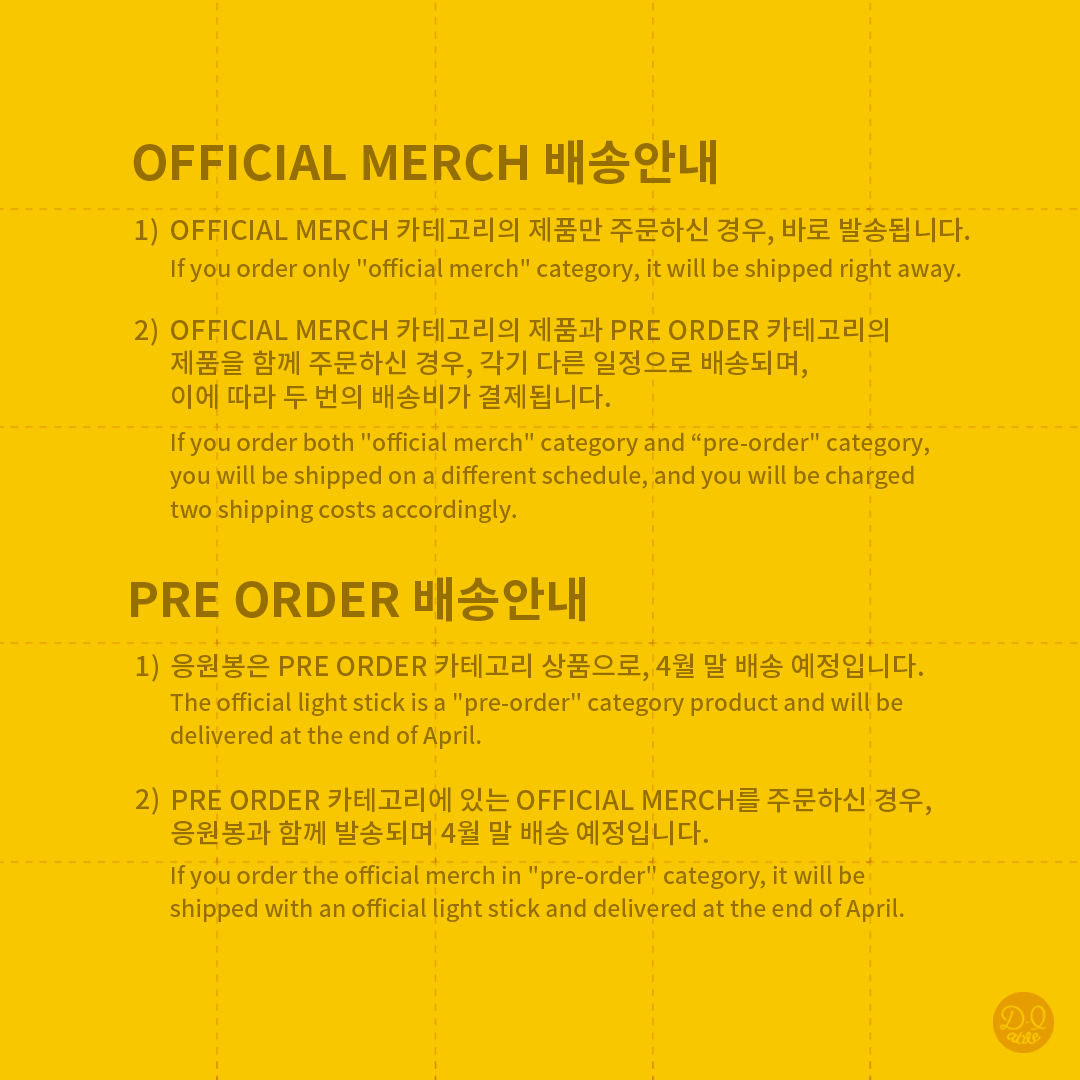 OFFICIAL MERCH 배송안내
1) OFFICIAL MERCH 카테고리의 제품만 주문하신 경우, 바로 발송됩니다.
If you order only "official merch" category, it will be shipped right away.
2) OFFICIAL MERCH 카테고리의 제품과 PRE ORDER 카테고리의
제품을 함께 주문하신 경우, 각기 다른 일정으로 배송되며,
이에 따라 두 번의 배송비가 결제됩니다.
If you order both "official merch" category and “pre-order" category,
you will be shipped on a different schedule, and you will be charged
two shipping costs accordingly.
PRE ORDER 배송안내
1) 응원봉은 PRE ORDER 카테고리 상품으로, 4월 말 배송 예정입니다.
The official light stick is a "pre-order" category product and will be
delivered at the end of April.
2) PRE ORDER 카테고리에 있는 OFFICIAL MERCH를 주문하신 경우,
응원봉과 함께 발송되며 4월 말 배송 예정입니다.
If you order the official merch in "pre-order" category, it will be
shipped with an official light stick and delivered at the end of April.
D-Q
able